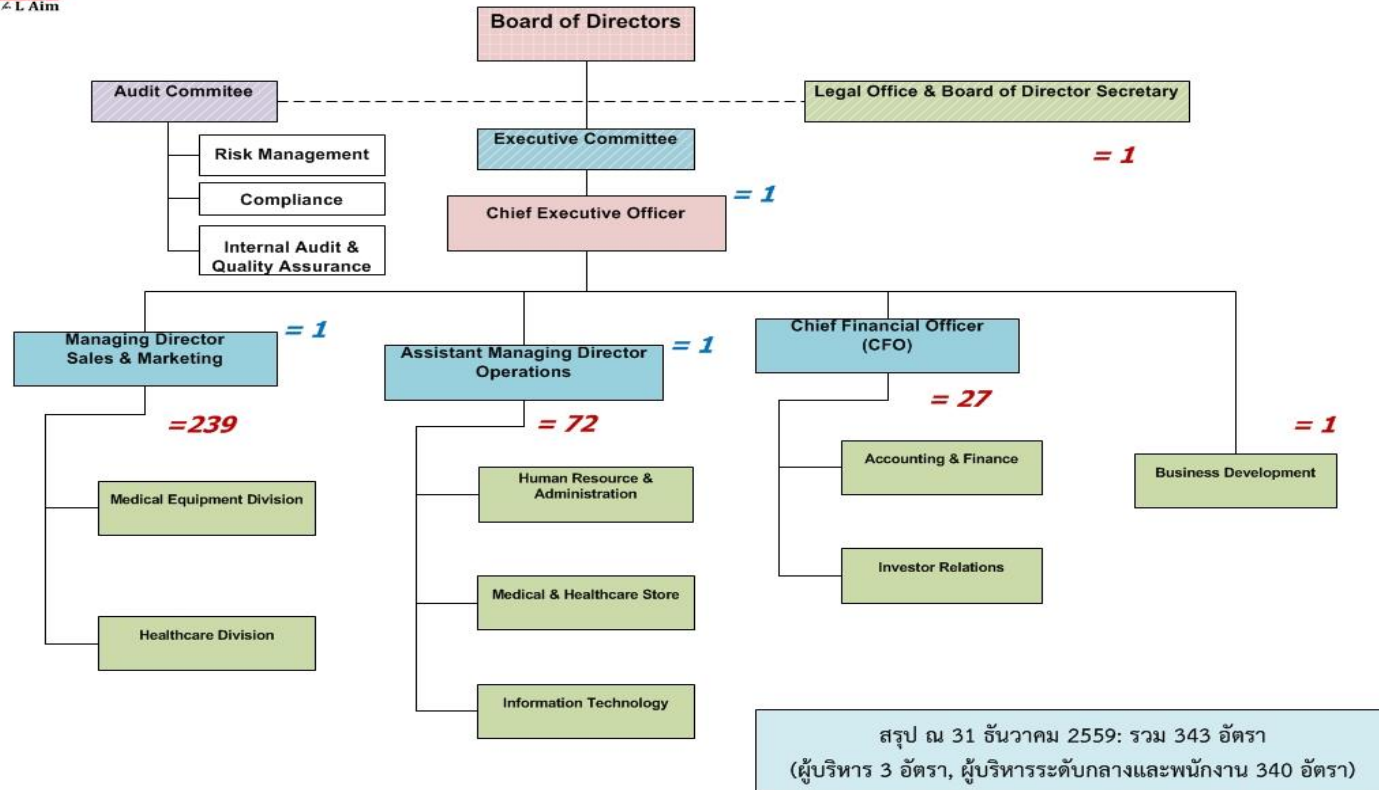 L Aim
Board of Directors
Audit Commitee
Legal Office & Board of Director Secretary
= 1
Executive Committee
Risk Management
Compliance
Internal Audit &
Quality Assurance
Chief Executive Officer
= 1
Managing Director
Sales & Marketing
= 1
Assistant Managing Director
Operations
= 1
Chief Financial Officer
(CFO)
=239
= 72
= 27
= 1
Medical Equipment Division
Healthcare Division
Human Resource &
Administration
Medical & Healthcare Store
Information Technology
Accounting & Finance
Investor Relations
Business Development
สรุป ณ 31 ธันวาคม 2559: รวม 343 อัตรา
(ผู้บริหาร 3 อัตรา, ผู้บริหารระดับกลางและพนักงาน 340 อัตรา)